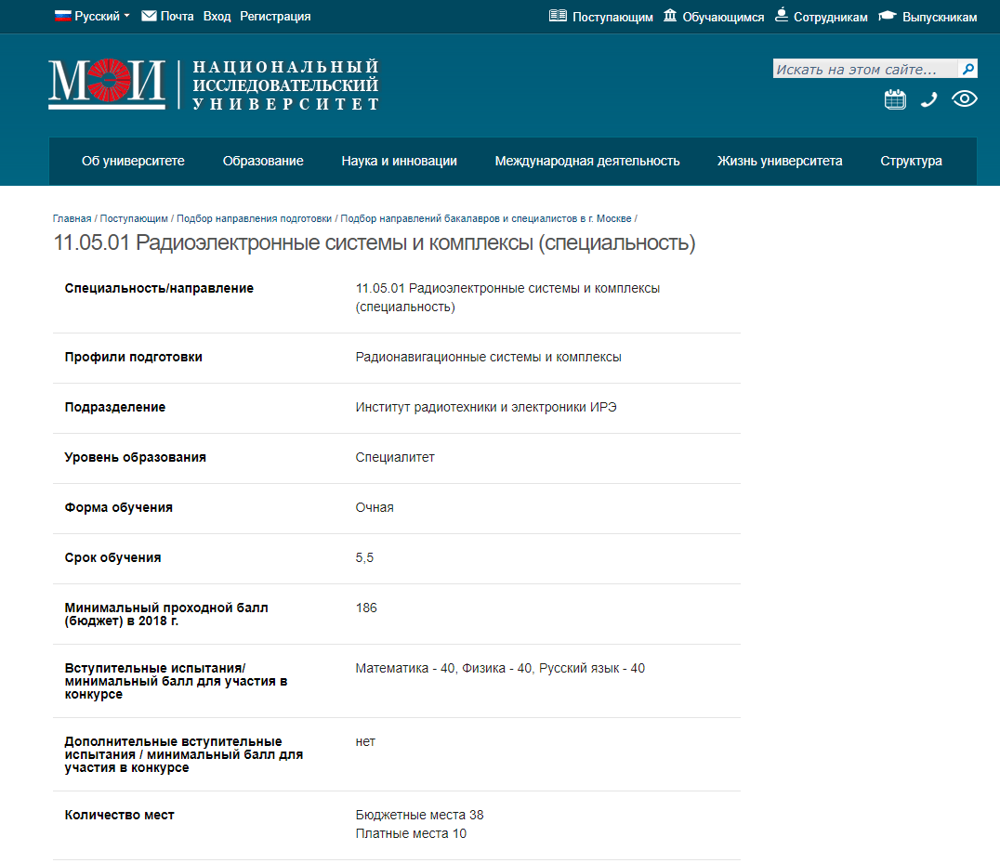 Русский Почта Вход Регистрация Поступающим Обучающимся Сотрудникам Выпускникам
МЭИ
НАЦИОНАЛЬНЫЙ
ИССЛЕДОВАТЕЛЬСКИЙ
УНИВЕРСИТЕТ
Искать на этом сайте...
Об университете Образование Наука и инновации Международная деятельность Жизнь университета Структура
Главная / Поступающим / Подбор направления подготовки / Подбор направлений бакалавров и специалистов в г. Москве /
11.05.01 Радиоэлектронные системы и комплексы (специальность)
Специальность/направление 11.05.01 Радиоэлектронные системы и комплексы
(специальность)
Профили подготовки Радионавигационные системы и комплексы
Подразделение Институт радиотехники и электроники ИРЭ
Уровень образования Специалитет
Форма обучения Очная
Срок обучения 5,5
Минимальный проходной балл 186
(бюджет) в 2018 г.
Вступительные испытания/ Математика - 40, Физика - 40, Русский язык - 40
минимальный балл для участия в
конкурсе
Дополнительные вступительные нет
испытания / минимальный балл для
участия в конкурсе
Количество мест Бюджетные места 38
Платные места 10